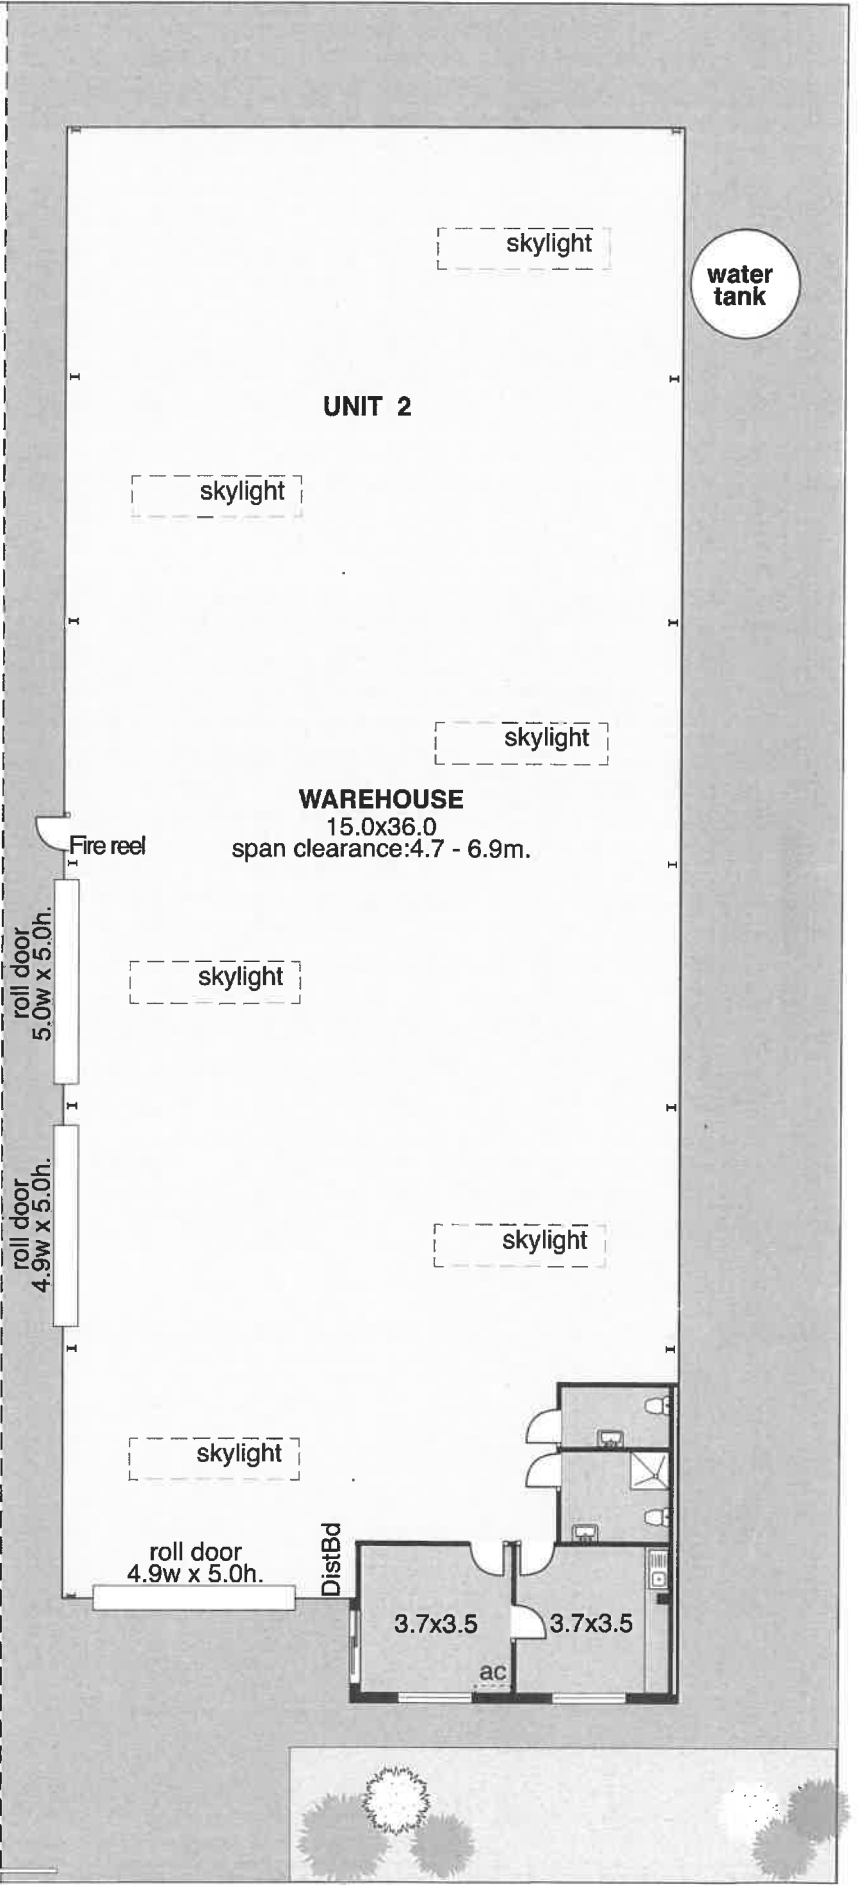 skylight
water
tank
UNIT 2
skylight
skylight
WAREHOUSE
15.0x36.0
span clearance:4.7 - 6.9m.
Fire reel
roll door
5.0w x 5.0h.
skylight
roll door
4.9w x 5.0h.
skylight
skylight
roll door
4.9w x 5.0h.
DistBd
3.7x3.5
3.7x3.5
ac